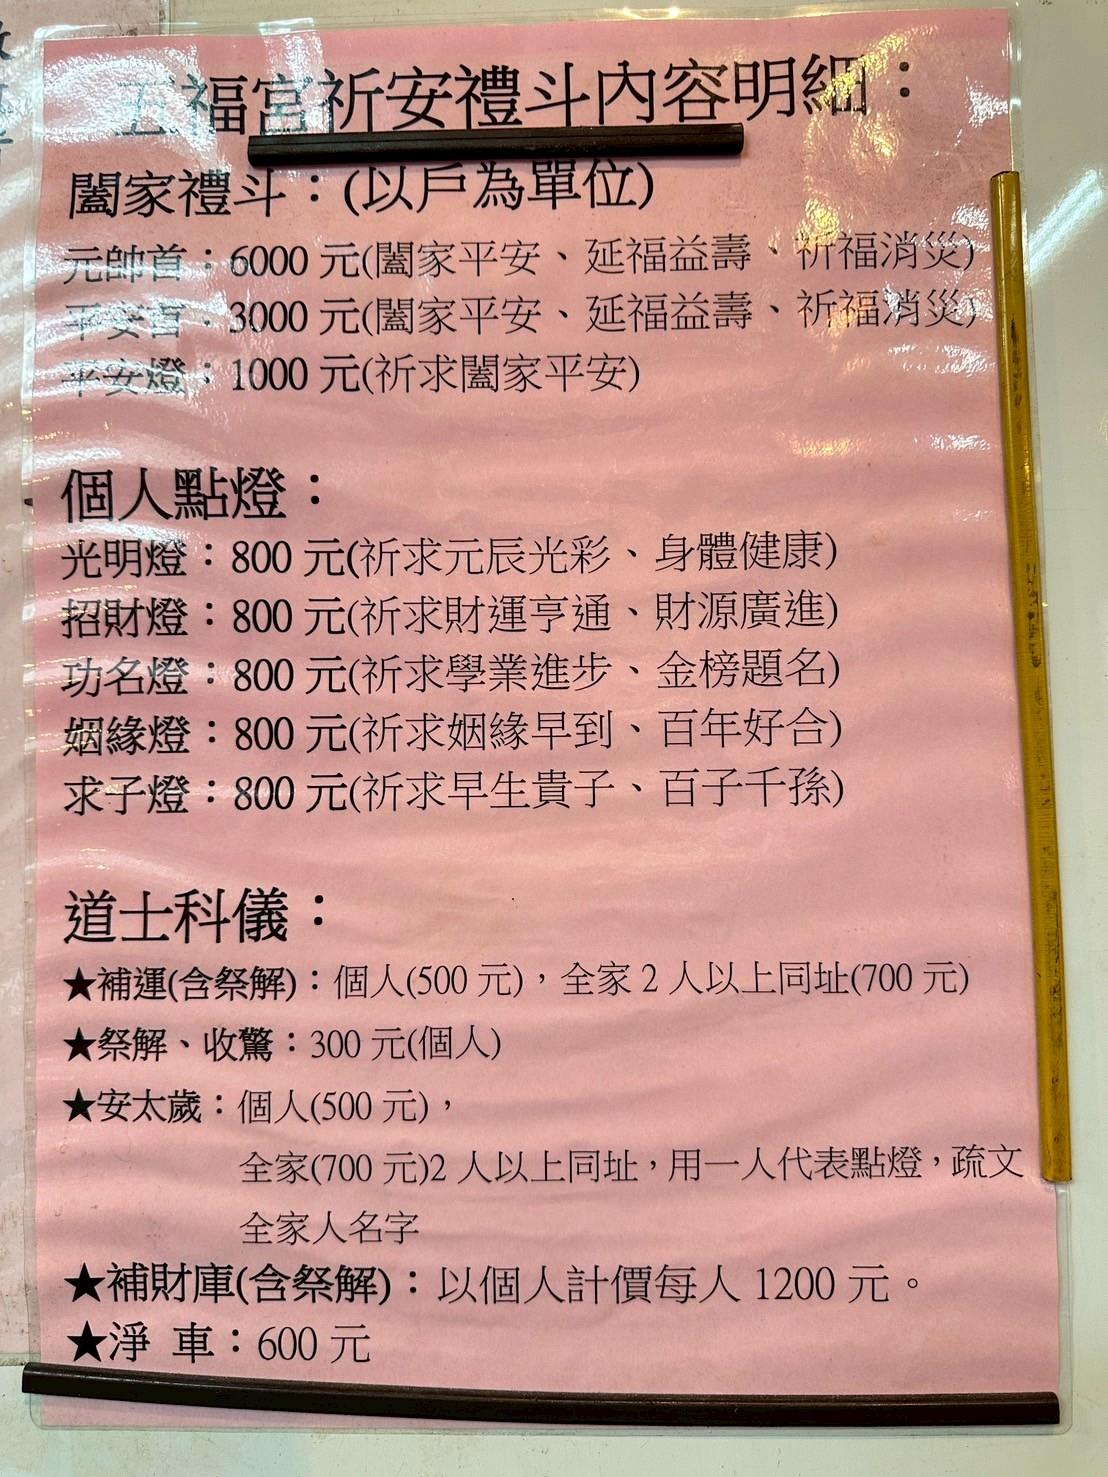 五福宮祈安禮斗內容明細：
闔家禮斗：(以戶為單位)
元帥首：6000 元(闔家平安、延福益壽、祈福消災)
平安首：3000 元(闔家平安、延福益壽、祈福消災)
平安燈：1000 元(祈求闔家平安)
個人點燈：
光明燈：800 元(祈求元辰光彩、身體健康)
招財燈：800 元(祈求財運亨通、財源廣進)
功名燈：800 元(祈求學業進步、金榜題名)
姻緣燈：800 元(祈求姻緣早到、百年好合)
求子燈：800 元(祈求早生貴子、百子千孫)
道士科儀：
★補運(含祭解)：個人(500 元)，全家 2 人以上同址(700 元)
★祭解、收驚：300 元(個人)
★安太歲：個人(500 元)，
全家(700 元)2 人以上同址，用一人代表點燈，疏文
全家人名字
★補財庫(含祭解)：以個人計價每人 1200 元。
★淨 車：600 元